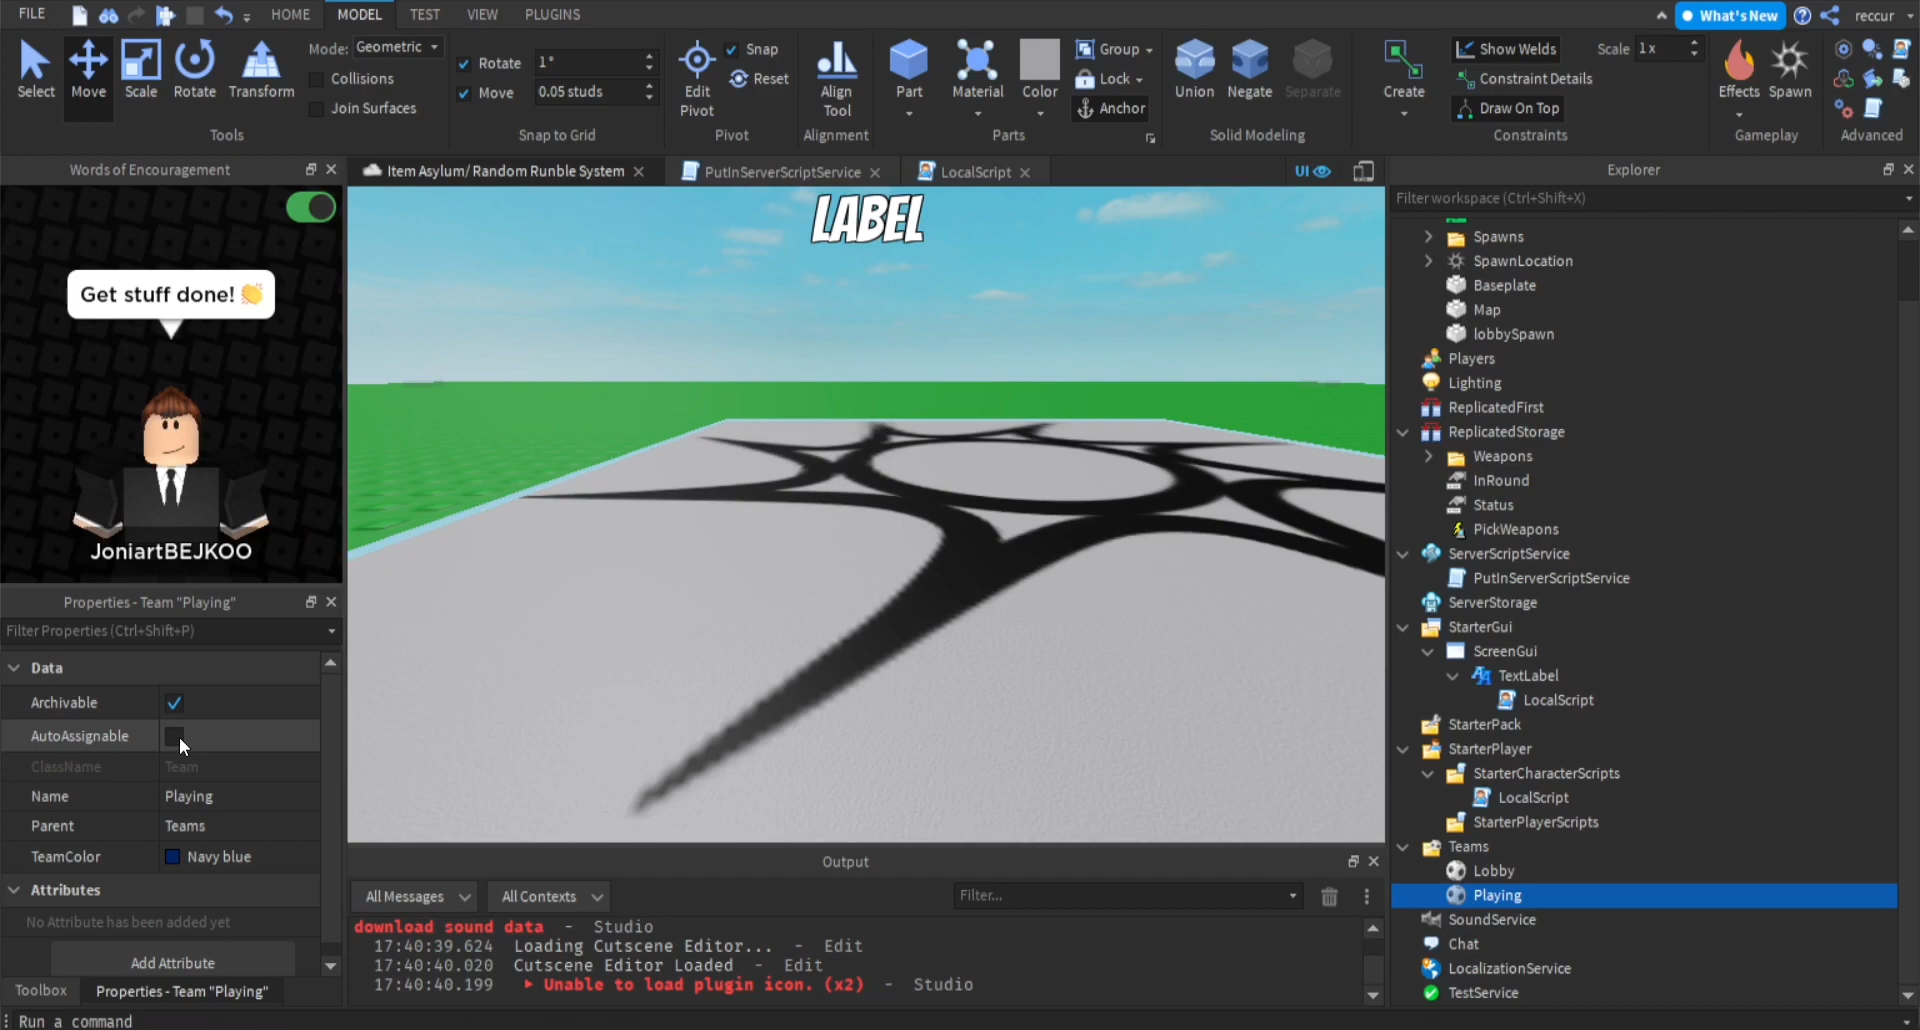 FILE
HOME
MODEL
TEST
VIEW
PLUGINS
What's New
reccur
Select
Move
Scale
Rotate
Transform
Mode: Geometric
Collisions
Join Surfaces
Tools
Rotate 1°
Move 0.05 studs
Snap to Grid
Edit
Pivot
Snap
Reset
Pivot
Align
Tool
Alignment
Part
Material
Color
Group
Lock
Anchor
Parts
Union
Negate
Separate
Solid Modeling
Create
Show Welds
Constraint Details
Draw On Top
Scale 1 x
Constraints
Effects
Spawn
Gameplay
Advanced
Words of Encouragement
Get stuff done! 👏
JoniartBEJKOO
Properties - Team "Playing"
Filter Properties (Ctrl+Shift+P)
Data
Archivable
AutoAssignable
ClassName Team
Name Playing
Parent Teams
TeamColor Navy blue
Attributes
No Attribute has been added yet
Add Attribute
Toolbox
Properties - Team "Playing"
Run a command
Item Asylum/ Random Runble System
PutInServerScriptService
LocalScript
UI
LABEL
Output
All Messages
All Contexts
Filter...
download sound data - Studio
17:40:39.624 Loading Cutscene Editor... - Edit
17:40:40.020 Cutscene Editor Loaded - Edit
17:40:40.199 Unable to load plugin icon. (x2) - Studio
Explorer
Filter workspace (Ctrl+Shift+X)
Spawns
SpawnLocation
Baseplate
Map
lobbySpawn
Players
Lighting
ReplicatedFirst
ReplicatedStorage
Weapons
InRound
Status
PickWeapons
ServerScriptService
PutInServerScriptService
ServerStorage
StarterGui
ScreenGui
TextLabel
LocalScript
StarterPack
StarterPlayer
StarterCharacterScripts
LocalScript
StarterPlayerScripts
Teams
Lobby
Playing
SoundService
Chat
LocalizationService
TestService